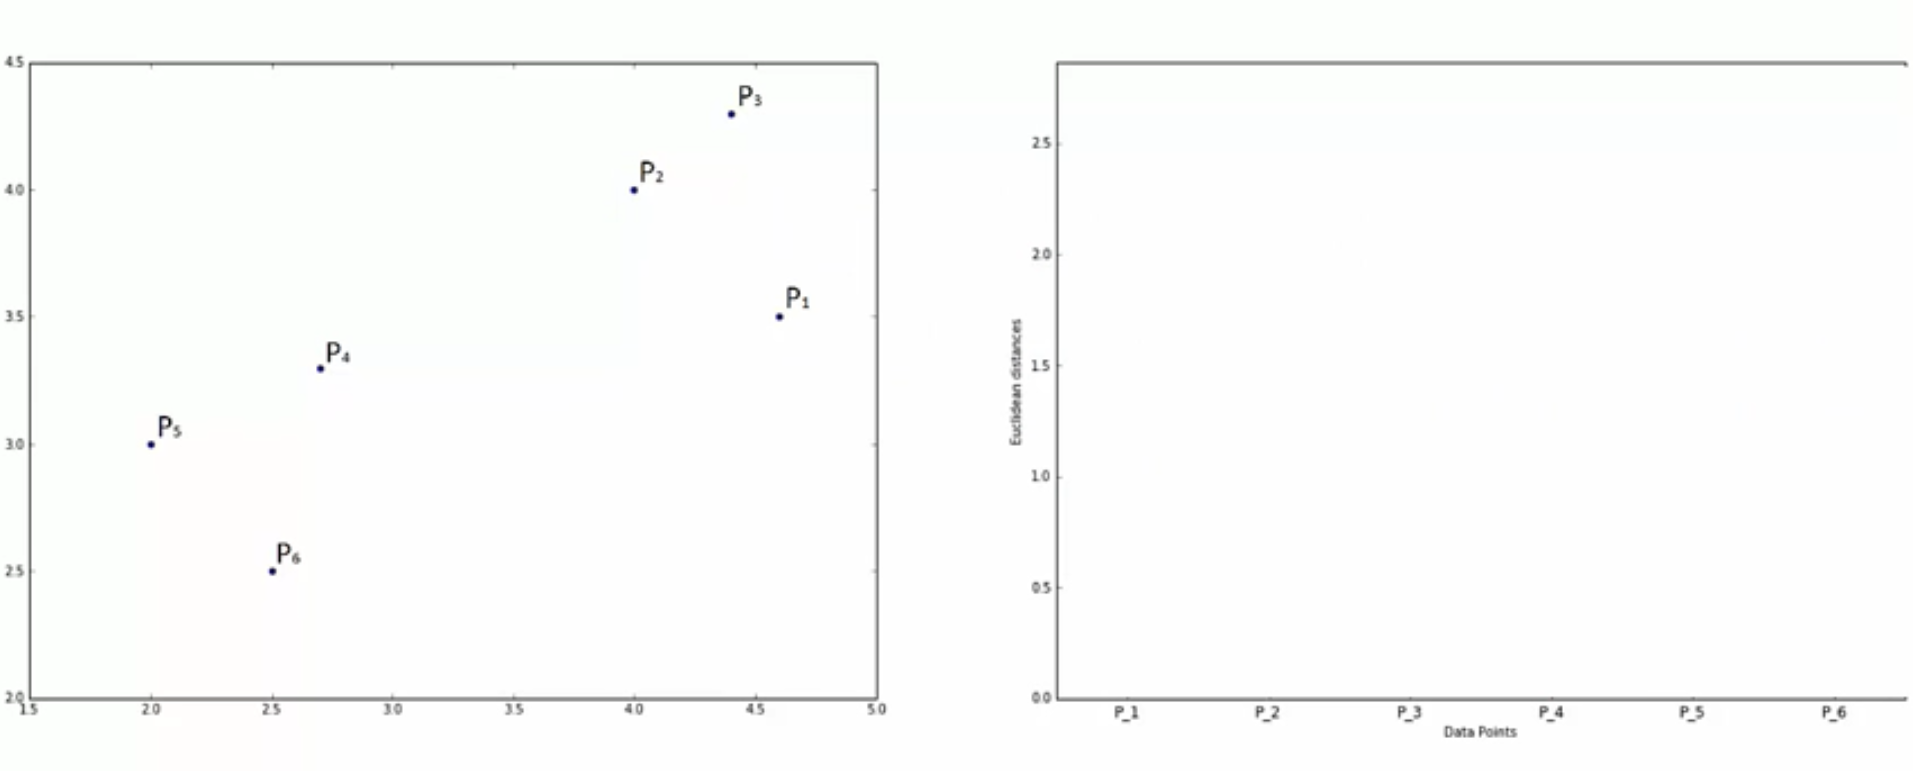 4.5
P₃
4.0
P₂
3.5
P₁
P₄
3.0
P₅
2.5
P₆
2.0
1.5 2.0 2.5 3.0 3.5 4.0 4.5 5.0
Euclidean distances
2.5
2.0
1.5
1.0
0.5
0.0
P_1 P_2 P_3 P_4 P_5 P_6
Data Points